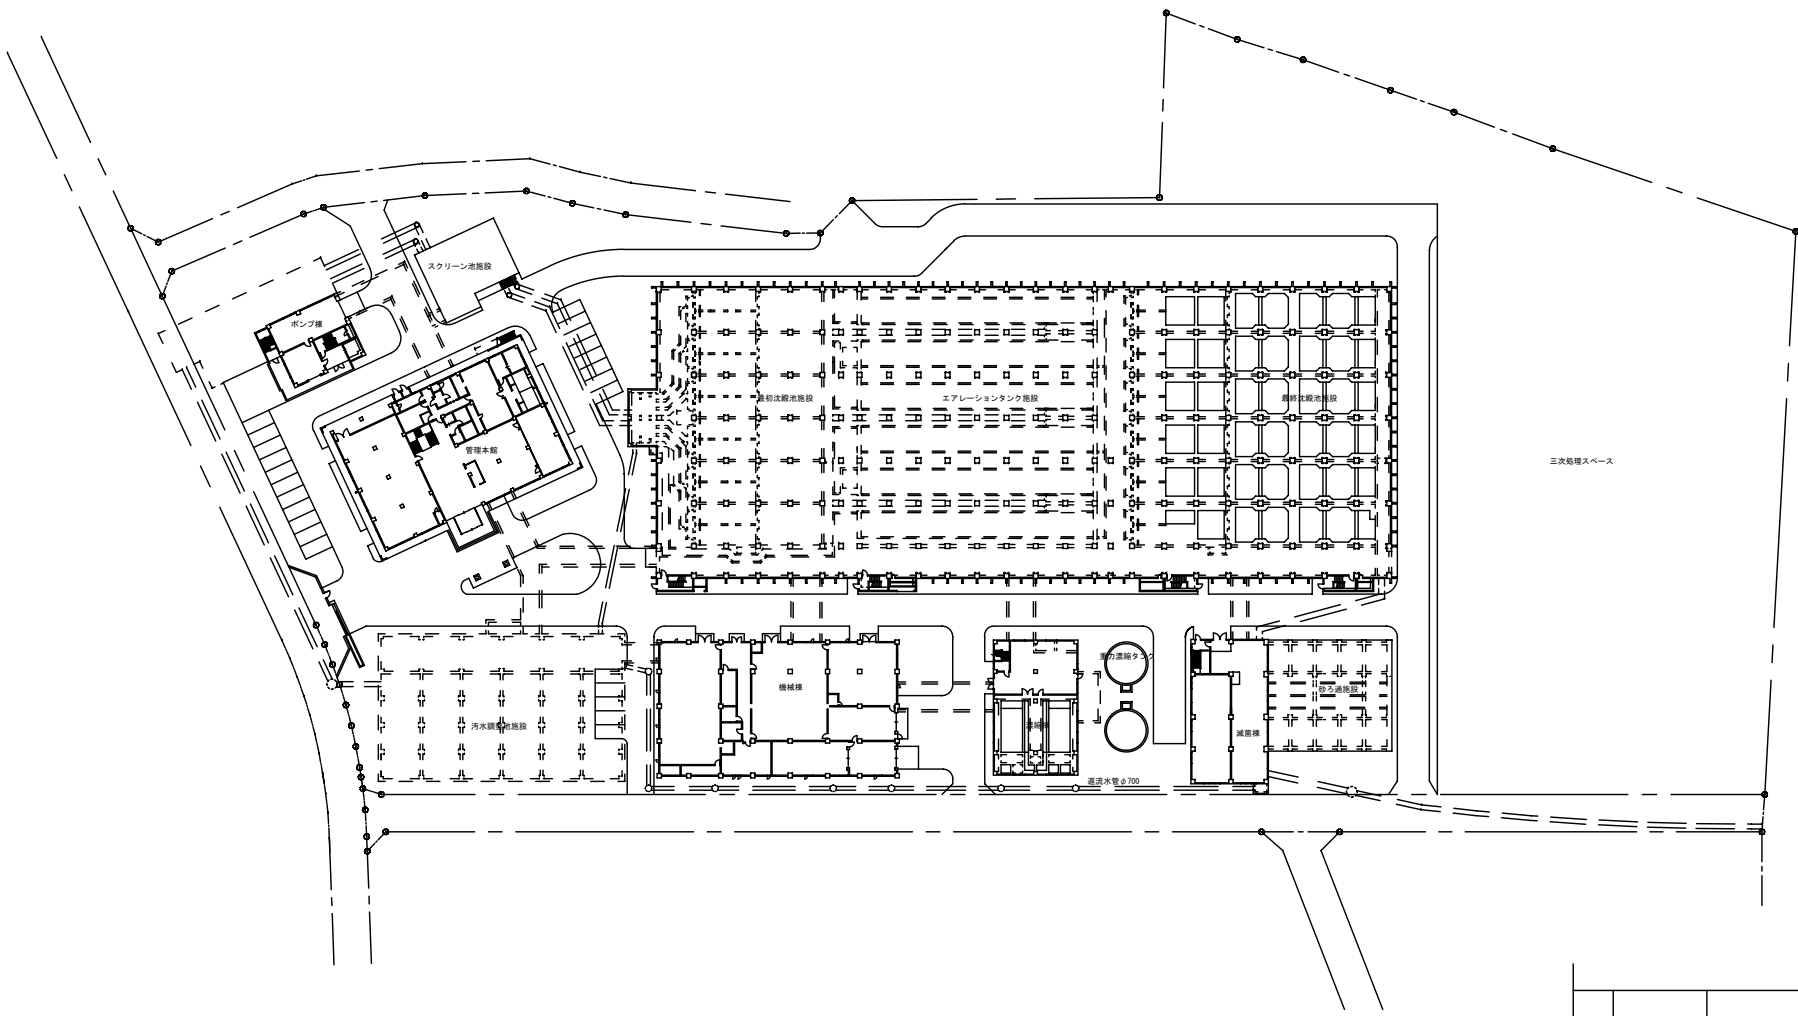 スクリーン池施設
ポンプ棟
管理本館
最初沈殿池施設
エアレーションタンク施設
最終沈殿池施設
三次処理スペース
汚水調整池施設
機械棟
重力濃縮タンク
濃縮棟
滅菌棟
砂ろ過施設
返流水管φ700